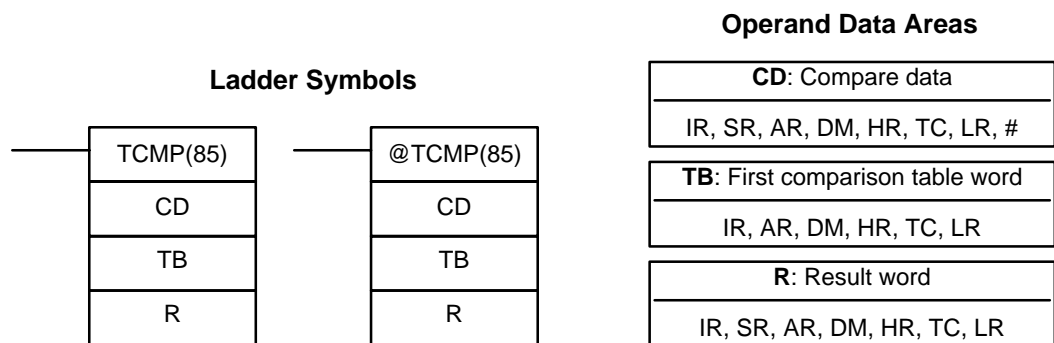 Ladder Symbols
TCMP(85)
CD
TB
R
@TCMP(85)
CD
TB
R
Operand Data Areas
CD: Compare data
IR, SR, AR, DM, HR, TC, LR, #
TB: First comparison table word
IR, AR, DM, HR, TC, LR
R: Result word
IR, SR, AR, DM, HR, TC, LR